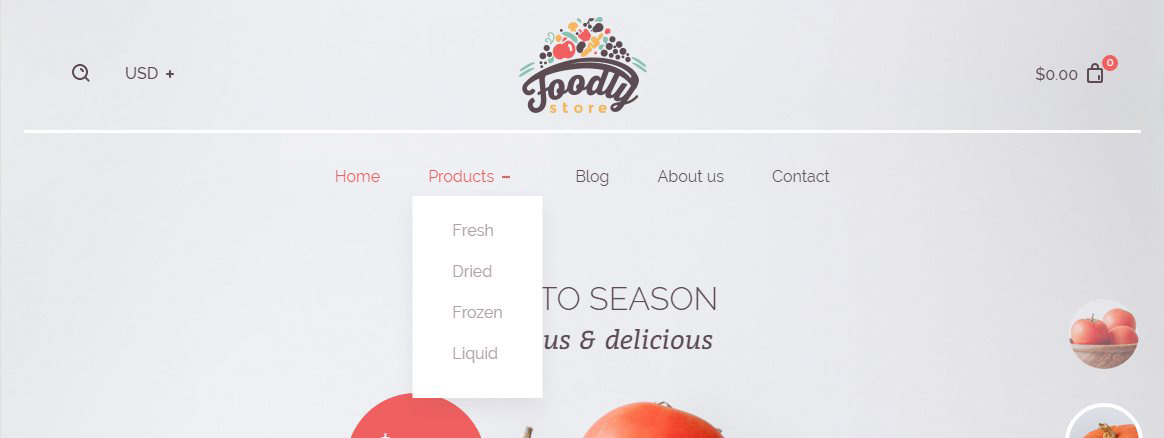 USD +
Foodly
store
$0.00
0
Home
Products –
Blog
About us
Contact
Fresh
Dried
Frozen
Liquid
TO SEASON
& delicious